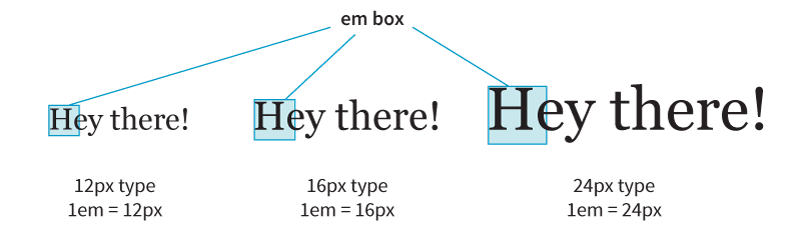 em box
Hey there!
Hey there!
Hey there!
12px type
1em = 12px
16px type
1em = 16px
24px type
1em = 24px